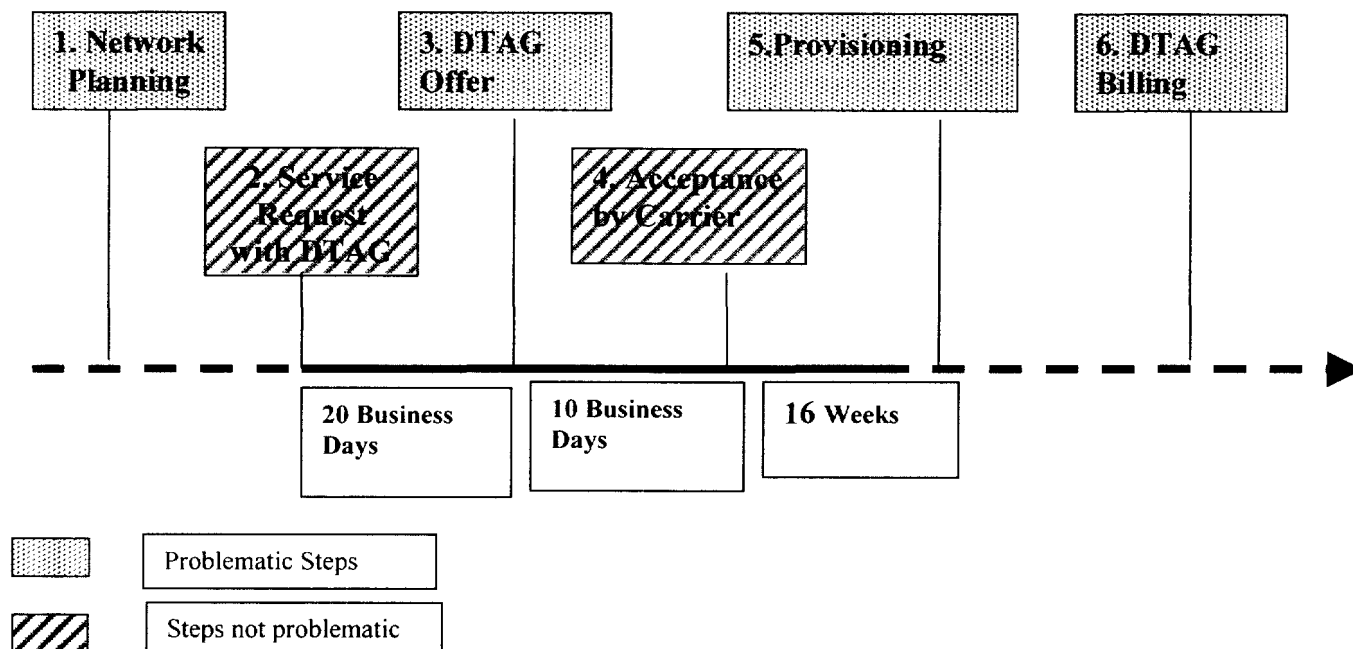 1. Network
Planning
3. DTAG
Offer
5.Provisioning
6. DTAG
Billing
2. Service
Request
with DTAG
4. Acceptance
by Carrier
20 Business
Days
10 Business
Days
16 Weeks
Problematic Steps
Steps not problematic